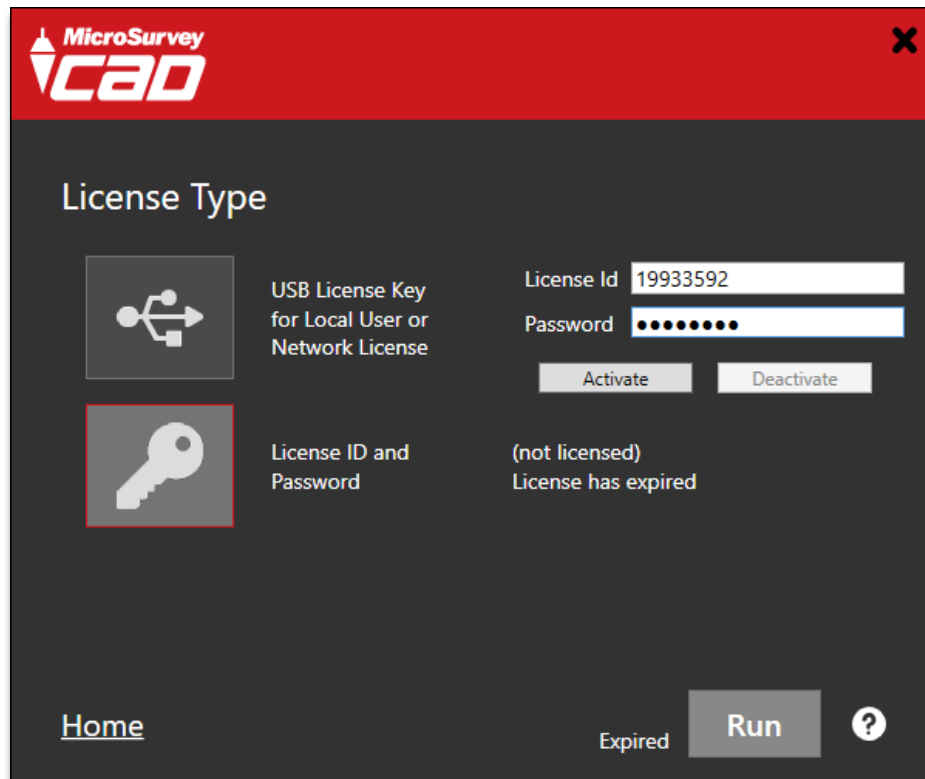 MicroSurvey
CAD
License Type
USB License Key
for Local User or
Network License
License Id 19933592
Password ●●●●●●●●
Activate Deactivate
License ID and
Password
(not licensed)
License has expired
Home
Expired
Run
?